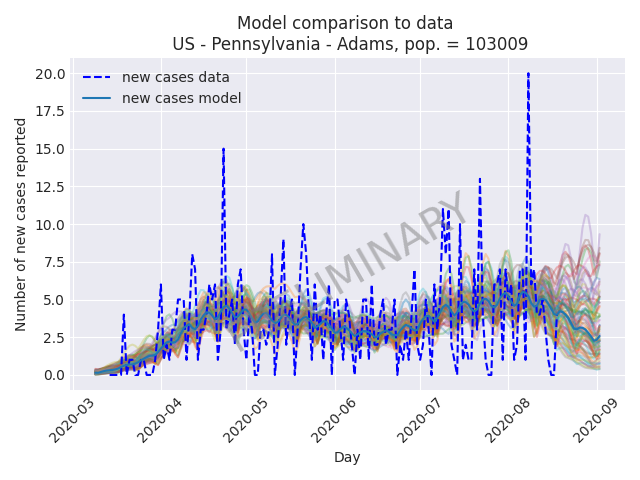 Model comparison to data
US - Pennsylvania - Adams, pop. = 103009
new cases data
new cases model
Number of new cases reported
20.0
17.5
15.0
12.5
10.0
7.5
5.0
2.5
0.0
2020-03
2020-04
2020-05
2020-06
2020-07
2020-08
2020-09
Day